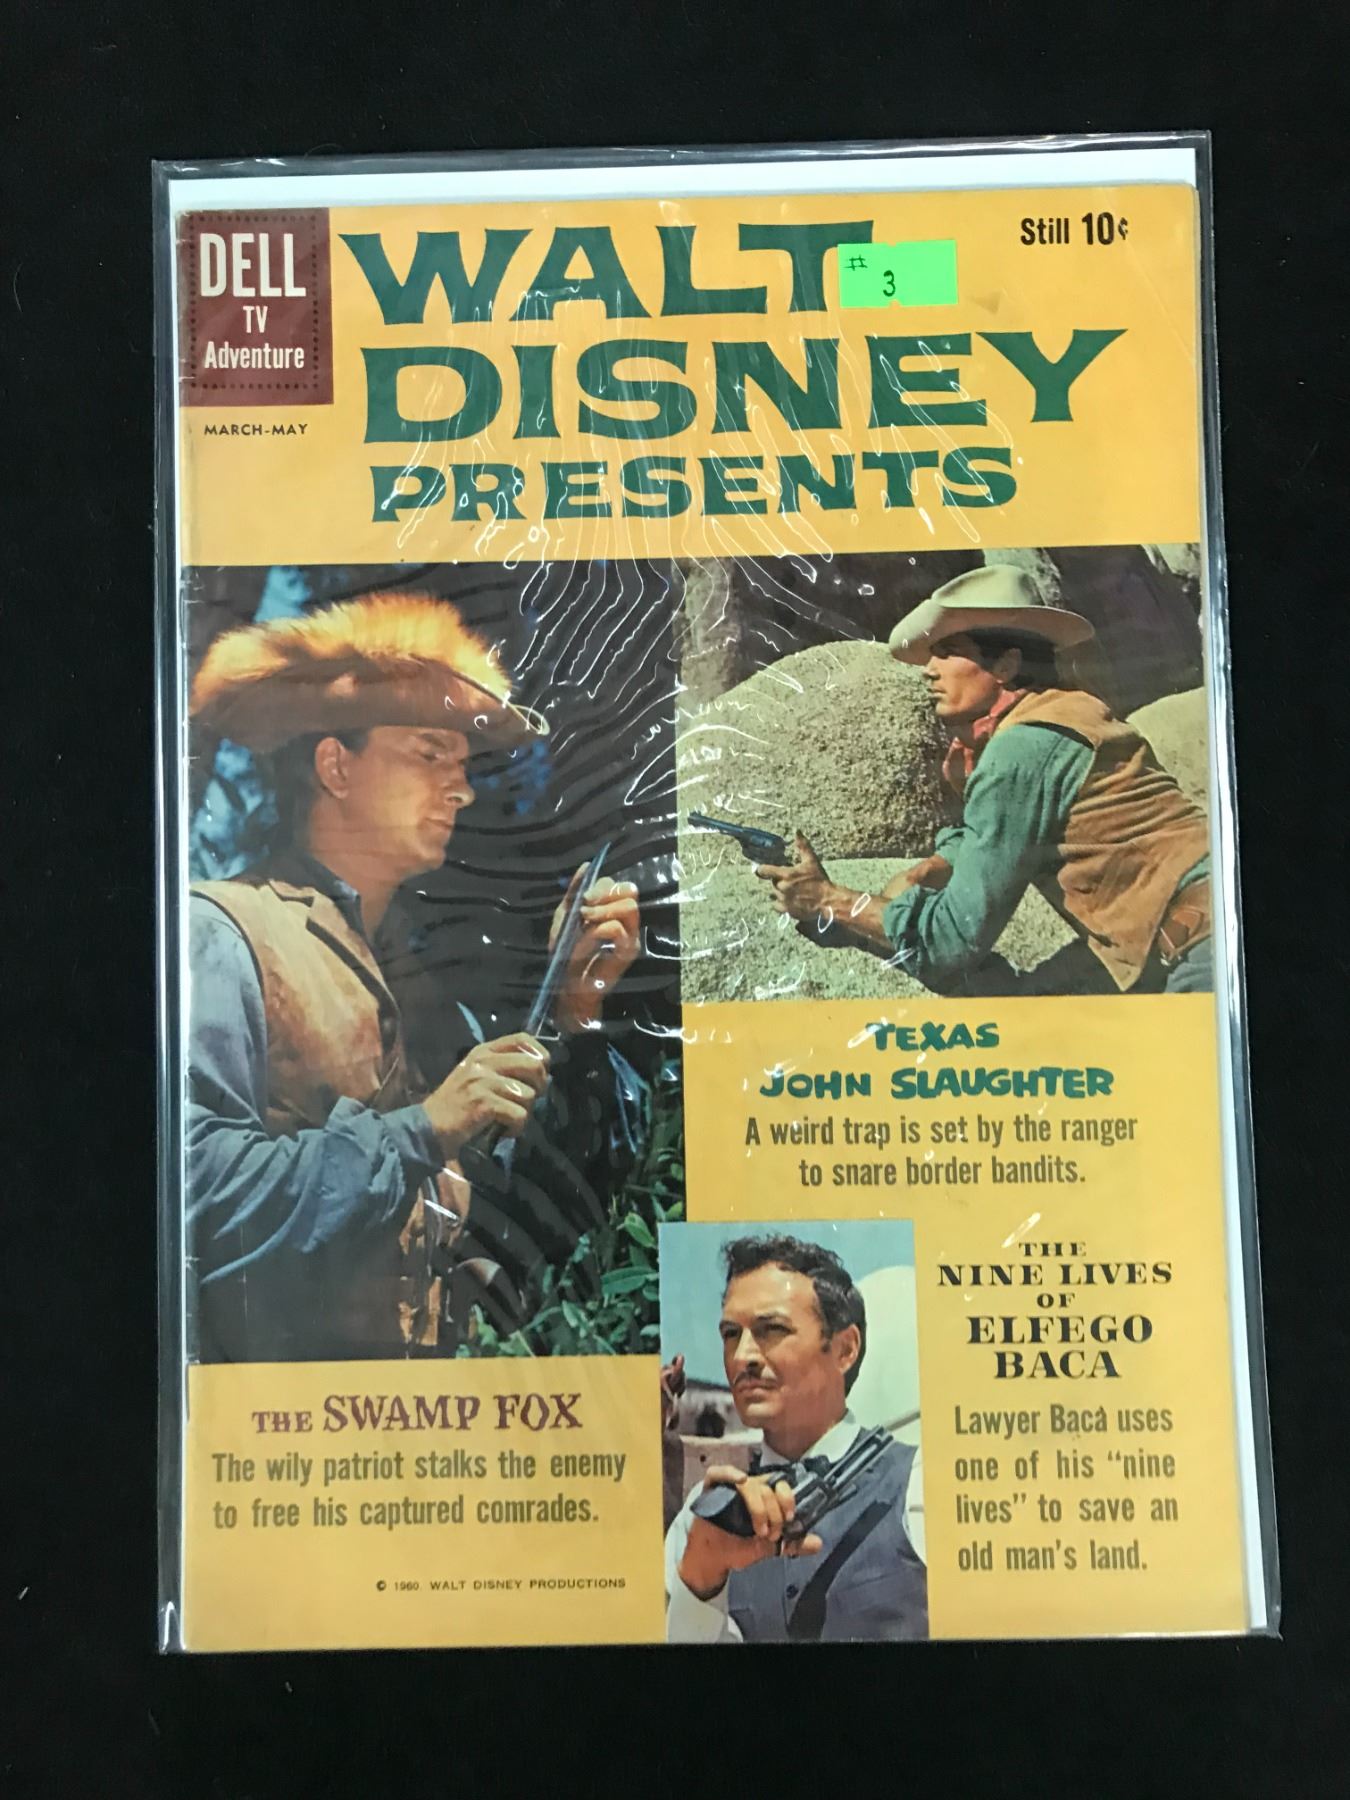 DELL
TV
Adventure
MARCH-MAY
WALT
DISNEY
PRESENTS
Still 10¢
# 3
TEXAS
JOHN SLAUGHTER
A weird trap is set by the ranger
to snare border bandits.
THE
NINE LIVES
OF
ELFEGO
BACA
Lawyer Baca uses
one of his "nine
lives" to save an
old man's land.
THE SWAMP FOX
The wily patriot stalks the enemy
to free his captured comrades.
© 1960 WALT DISNEY PRODUCTIONS